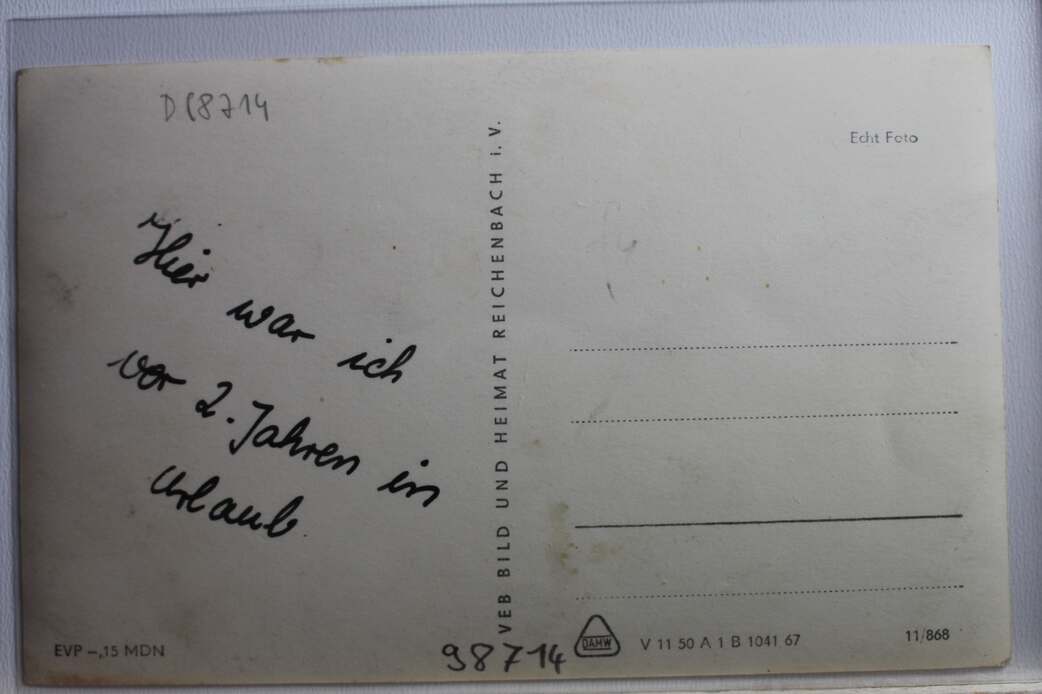 D68714
Hier war ich
vor 2. Jahren in
Urlaub
EVP –,15 MDN
VEB BILD UND HEIMAT REICHENBACH i. V.
98714
Echt Foto
DAMW
V 11 50 A 1 B 1041 67
11/868